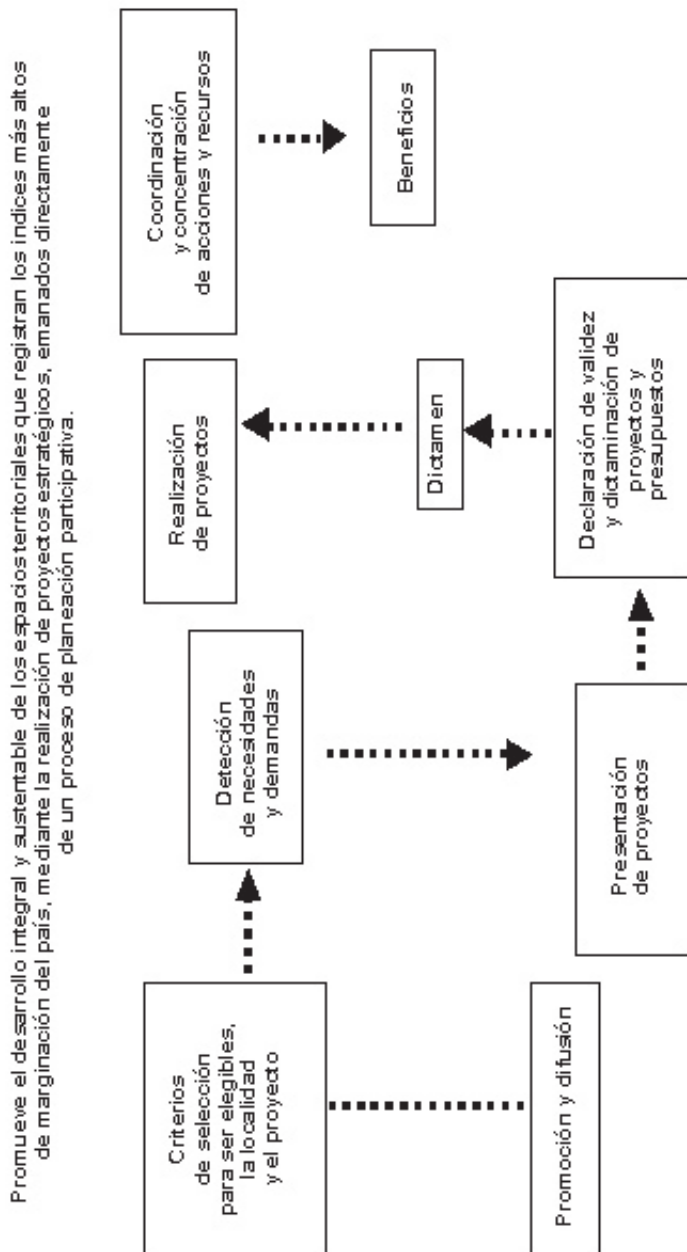 Promueve el desarrollo integral y sustentable de los espacios territoriales que registran los índices más altos
de marginación del país, mediante la realización de proyectos estratégicos, emanados directamente
de un proceso de planeación participativa.
Criterios
de selección
para ser elegibles,
la localidad
y el proyecto
Promoción y difusión
Detección
de necesidades
y demandas
Presentación
de proyectos
Declaración de validez
y dictaminación de
proyectos y
presupuestos
Dictamen
Realización
de proyectos
Coordinación
y concentración
de acciones y recursos
Beneficios